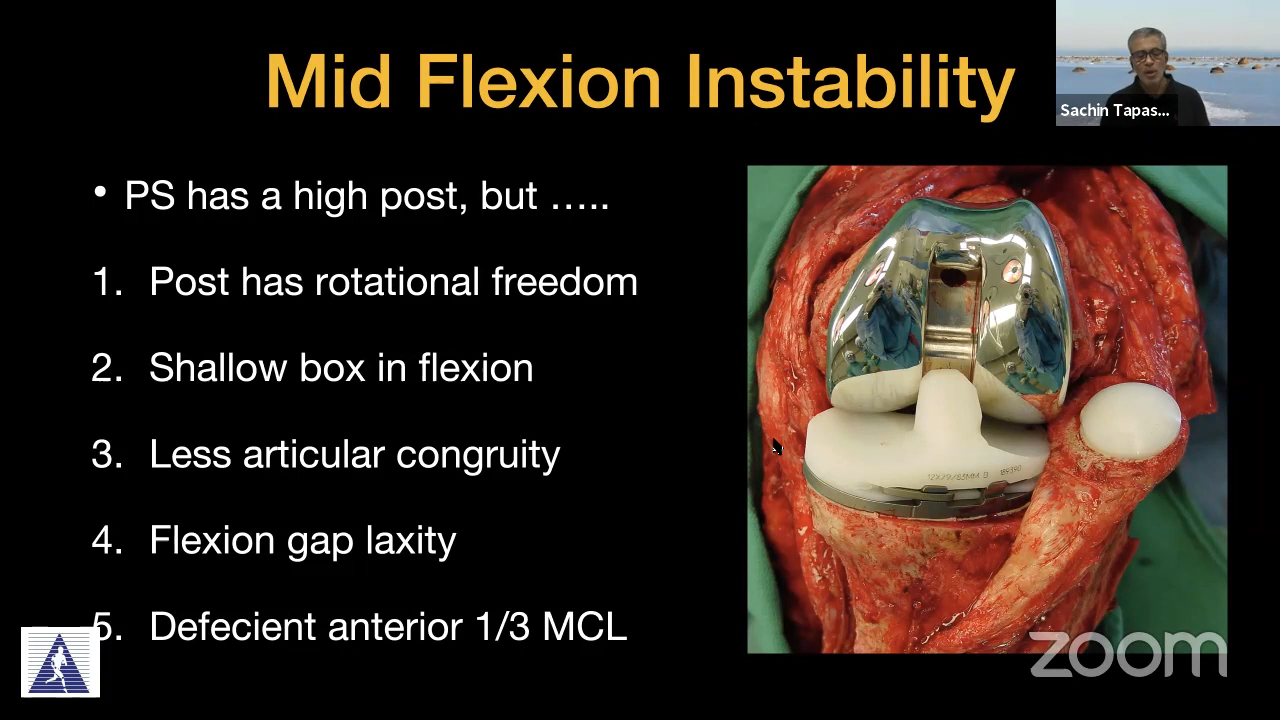 Mid Flexion Instability
Sachin Tapas...
• PS has a high post, but .....
1. Post has rotational freedom
2. Shallow box in flexion
3. Less articular congruity
4. Flexion gap laxity
5. Defecient anterior 1/3 MCL
zoom